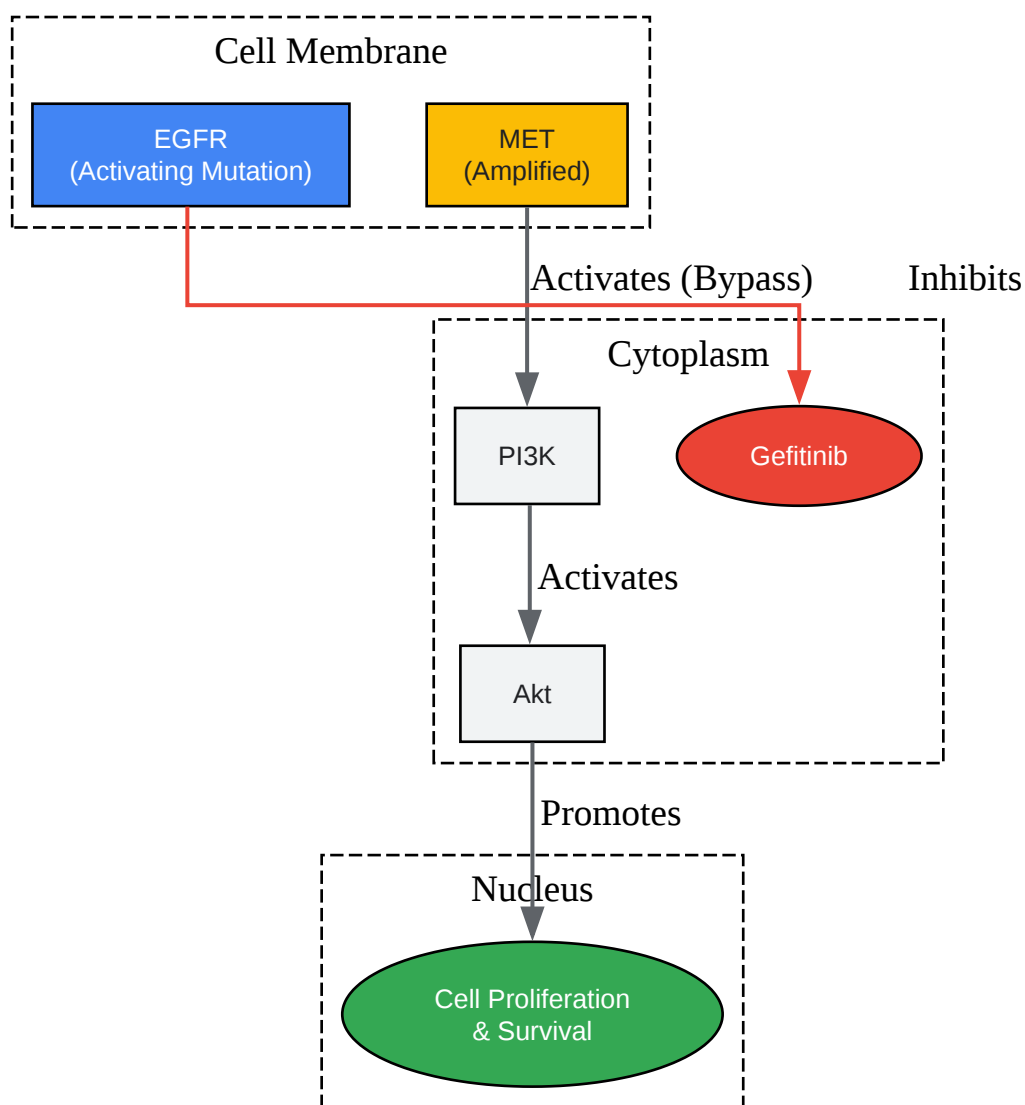 Cell Membrane
EGFR
(Activating Mutation)
MET
(Amplified)
Activates (Bypass)
Inhibits
Cytoplasm
PI3K
Gefitinib
Activates
Akt
Promotes
Nucleus
Cell Proliferation
& Survival